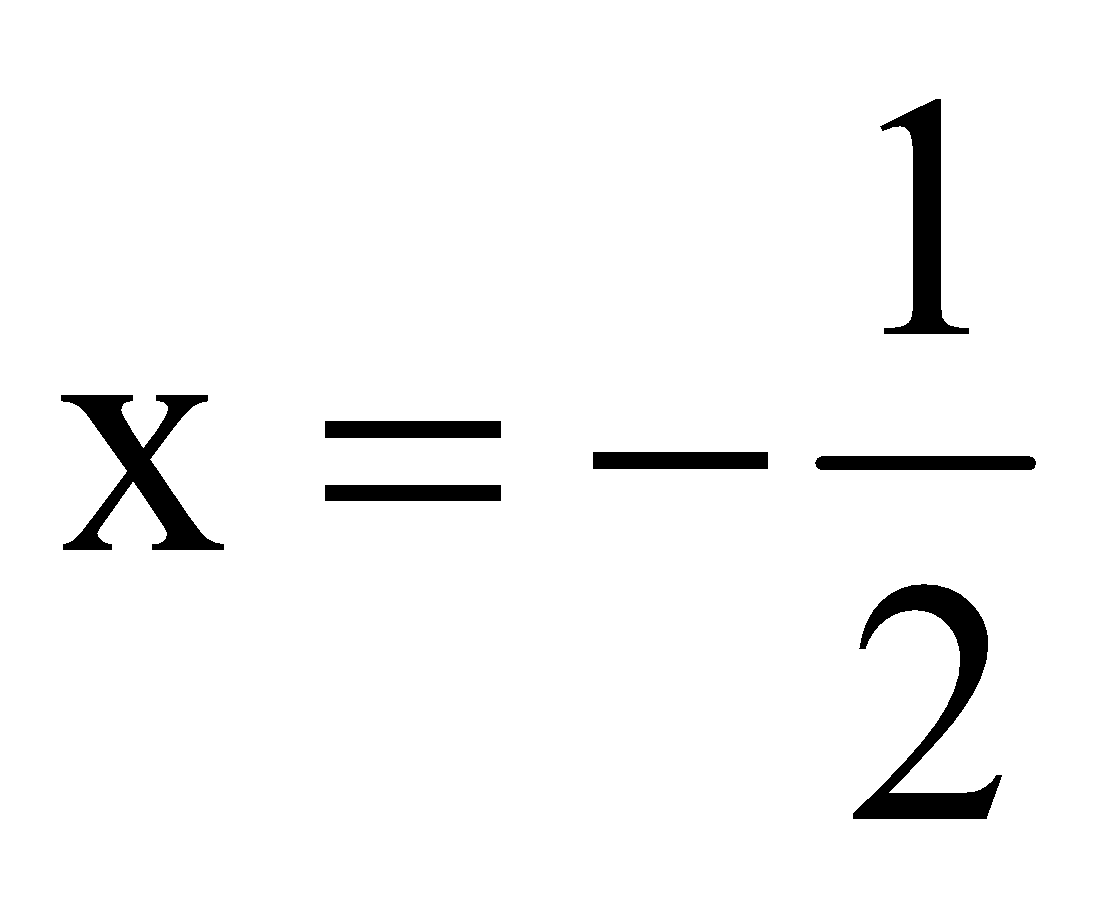 x = -1/2